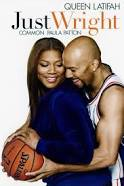 QUEEN LATIFAH
JUST WRIGHT
COMMON PAULA PATTON